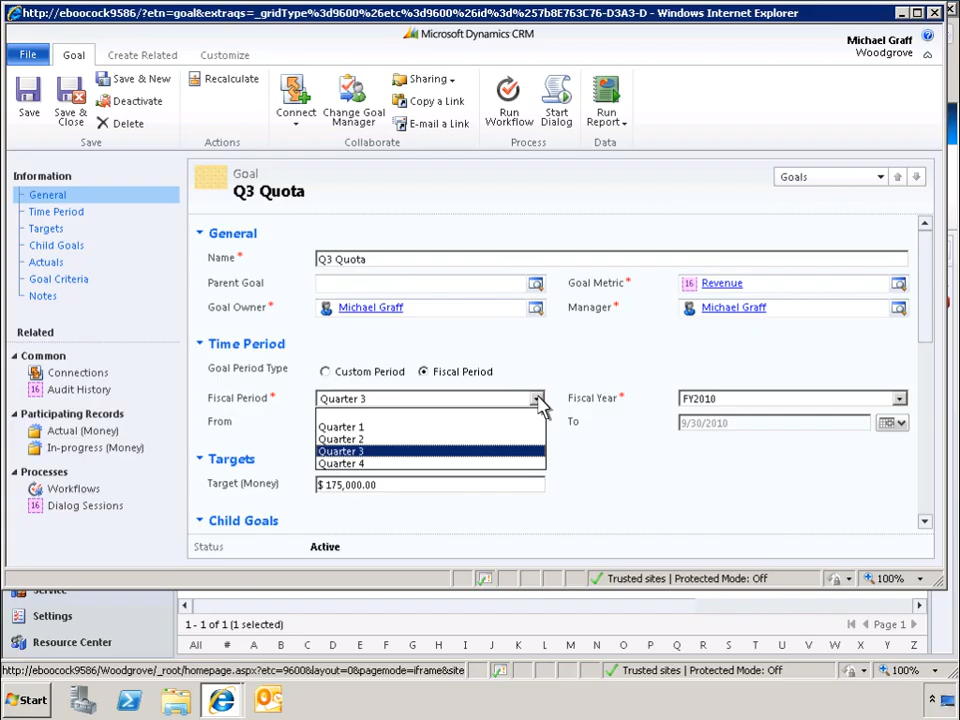 http://eboocock9586/?etn=goal&extraqs=_gridType%3d9600%26etc%3d9600%26id%3d%257b8E763C76-D3A3-D - Windows Internet Explorer
Microsoft Dynamics CRM
Michael Graff
Woodgrove
File
Goal
Create Related
Customize
Save
Save & Close
Save & New
Deactivate
Delete
Recalculate
Connect
Change Goal Manager
Sharing
Copy a Link
E-mail a Link
Run Workflow
Start Dialog
Run Report
Save
Actions
Collaborate
Process
Data
Information
General
Time Period
Targets
Child Goals
Actuals
Goal Criteria
Notes
Related
Common
Connections
16 Audit History
Participating Records
Actual (Money)
In-progress (Money)
Processes
Workflows
16 Dialog Sessions
Goal
Q3 Quota
Goals
General
Name * Q3 Quota
Parent Goal
Goal Metric * 16 Revenue
Goal Owner * Michael Graff
Manager * Michael Graff
Time Period
Goal Period Type Custom Period Fiscal Period
Fiscal Period * Quarter 3
Fiscal Year * FY2010
Quarter 1
Quarter 2
Quarter 3
Quarter 4
From
To 9/30/2010
Targets
Target (Money) $ 175,000.00
Child Goals
Status Active
Trusted sites | Protected Mode: Off
100%
Service
Settings
Resource Center
1 - 1 of 1 (1 selected)
Page 1
All # A B C D E F G H I J K L M N O P Q R S T U V W X Y Z
http://eboocock9586/Woodgrove/_root/homepage.aspx?etc=9600&layout=0&pagemode=iframe&site
Trusted sites | Protected Mode: Off
100%
Start